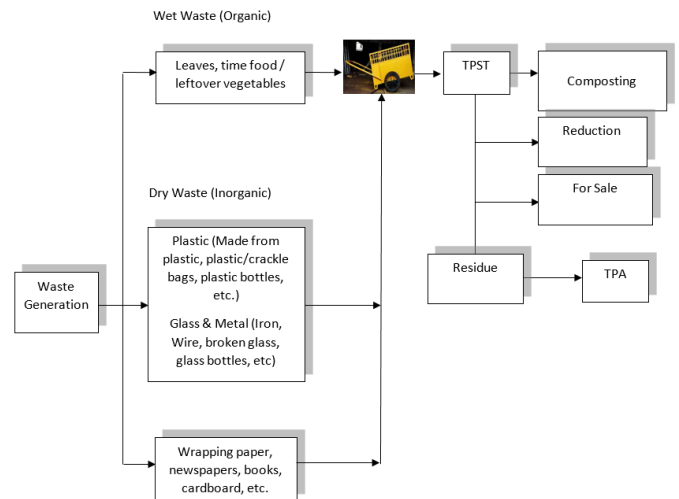 Wet Waste (Organic)
Leaves, time food /
leftover vegetables
TPST
Composting
Reduction
For Sale
Dry Waste (Inorganic)
Plastic (Made from
plastic, plastic/crackle
bags, plastic bottles,
etc.)
Glass & Metal (Iron,
Wire, broken glass,
glass bottles, etc)
Residue
TPA
Waste
Generation
Wrapping paper,
newspapers, books,
cardboard, etc.